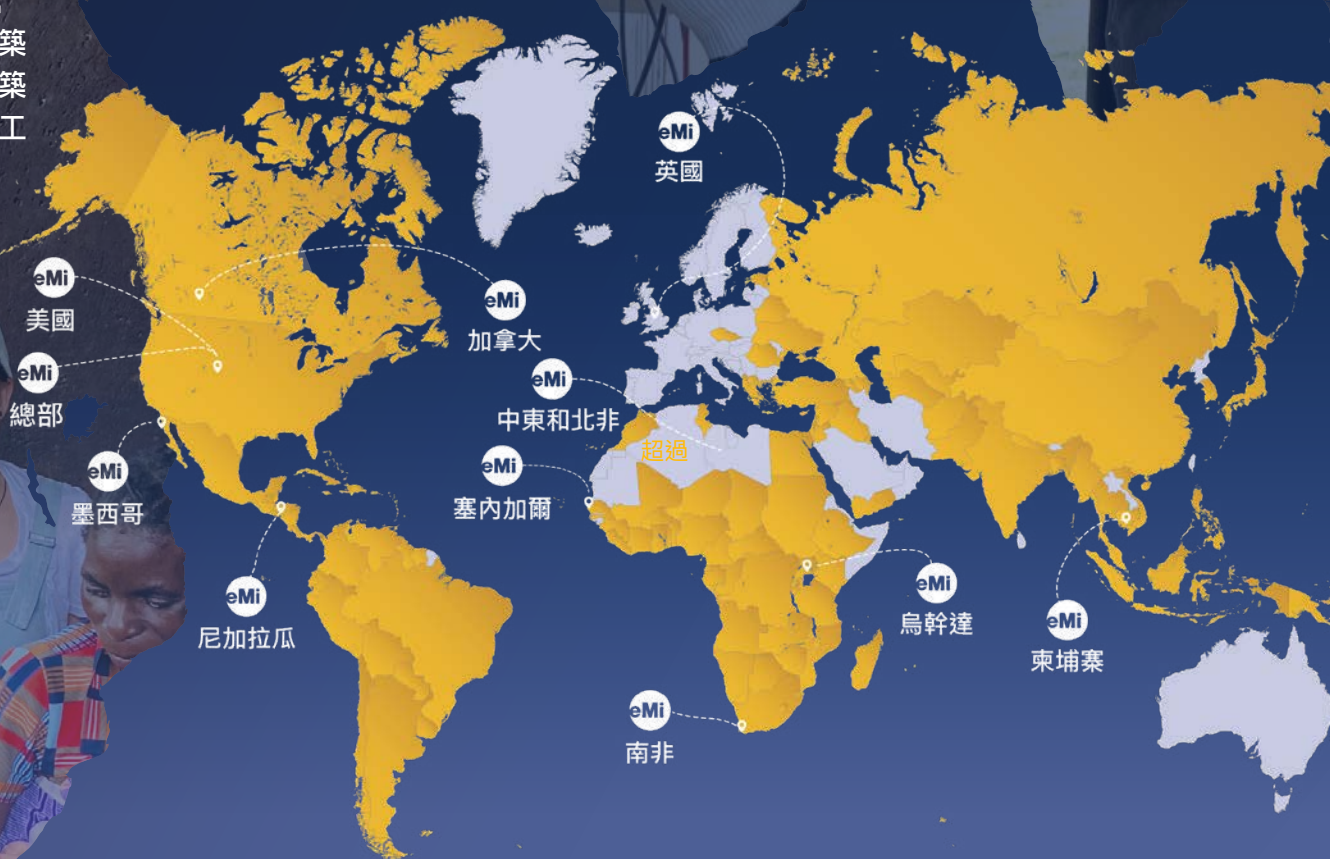 築
築
工
eMi
英國
eMi
美國
eMi
加拿大
eMi
總部
eMi
中東和北非
超過
eMi
墨西哥
eMi
塞內加爾
eMi
尼加拉瓜
eMi
烏幹達
eMi
柬埔寨
eMi
南非